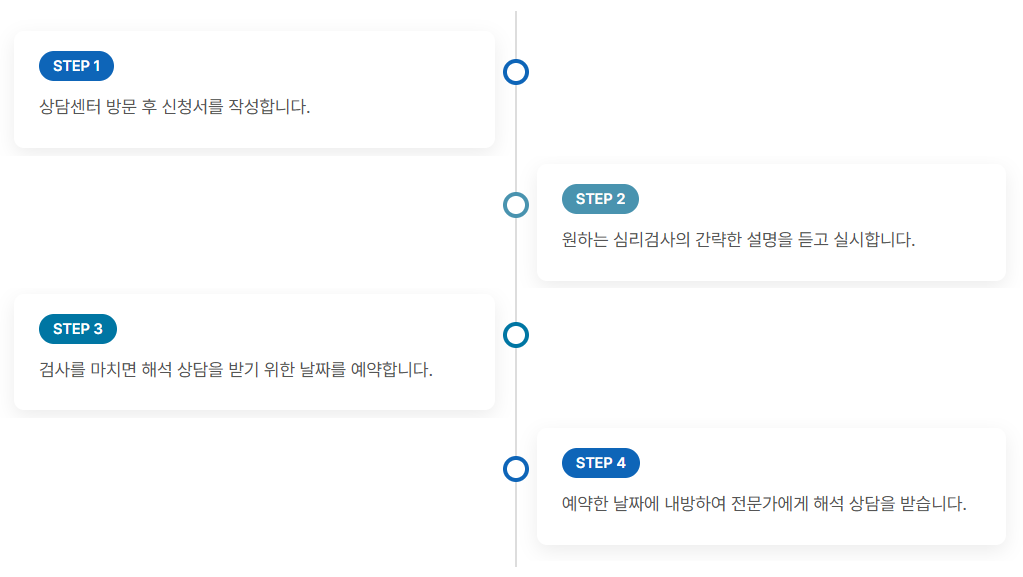 STEP 1
상담센터 방문 후 신청서를 작성합니다.
STEP 2
원하는 심리검사의 간략한 설명을 듣고 실시합니다.
STEP 3
검사를 마치면 해석 상담을 받기 위한 날짜를 예약합니다.
STEP 4
예약한 날짜에 내방하여 전문가에게 해석 상담을 받습니다.